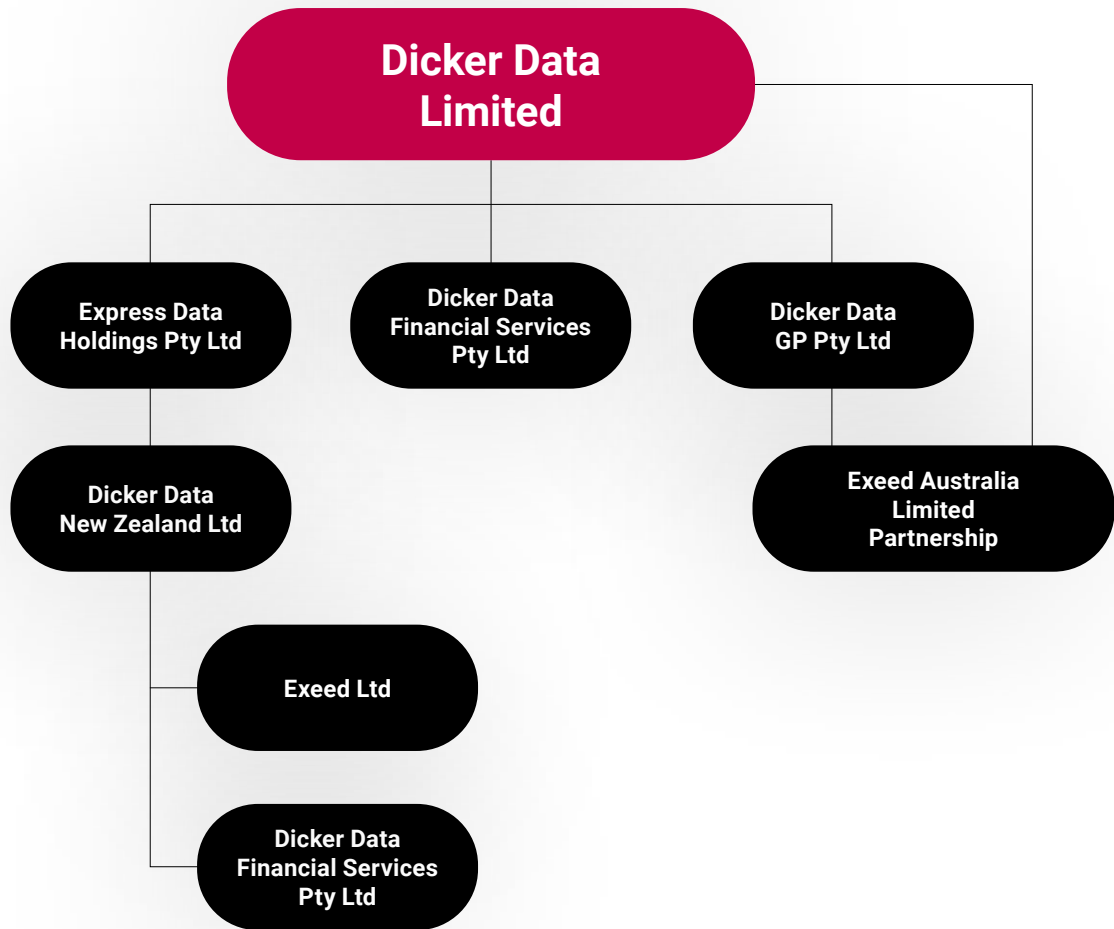 Dicker Data
Limited
Express Data
Holdings Pty Ltd
Dicker Data
Financial Services
Pty Ltd
Dicker Data
GP Pty Ltd
Dicker Data
New Zealand Ltd
Exeed Australia
Limited
Partnership
Exeed Ltd
Dicker Data
Financial Services
Pty Ltd